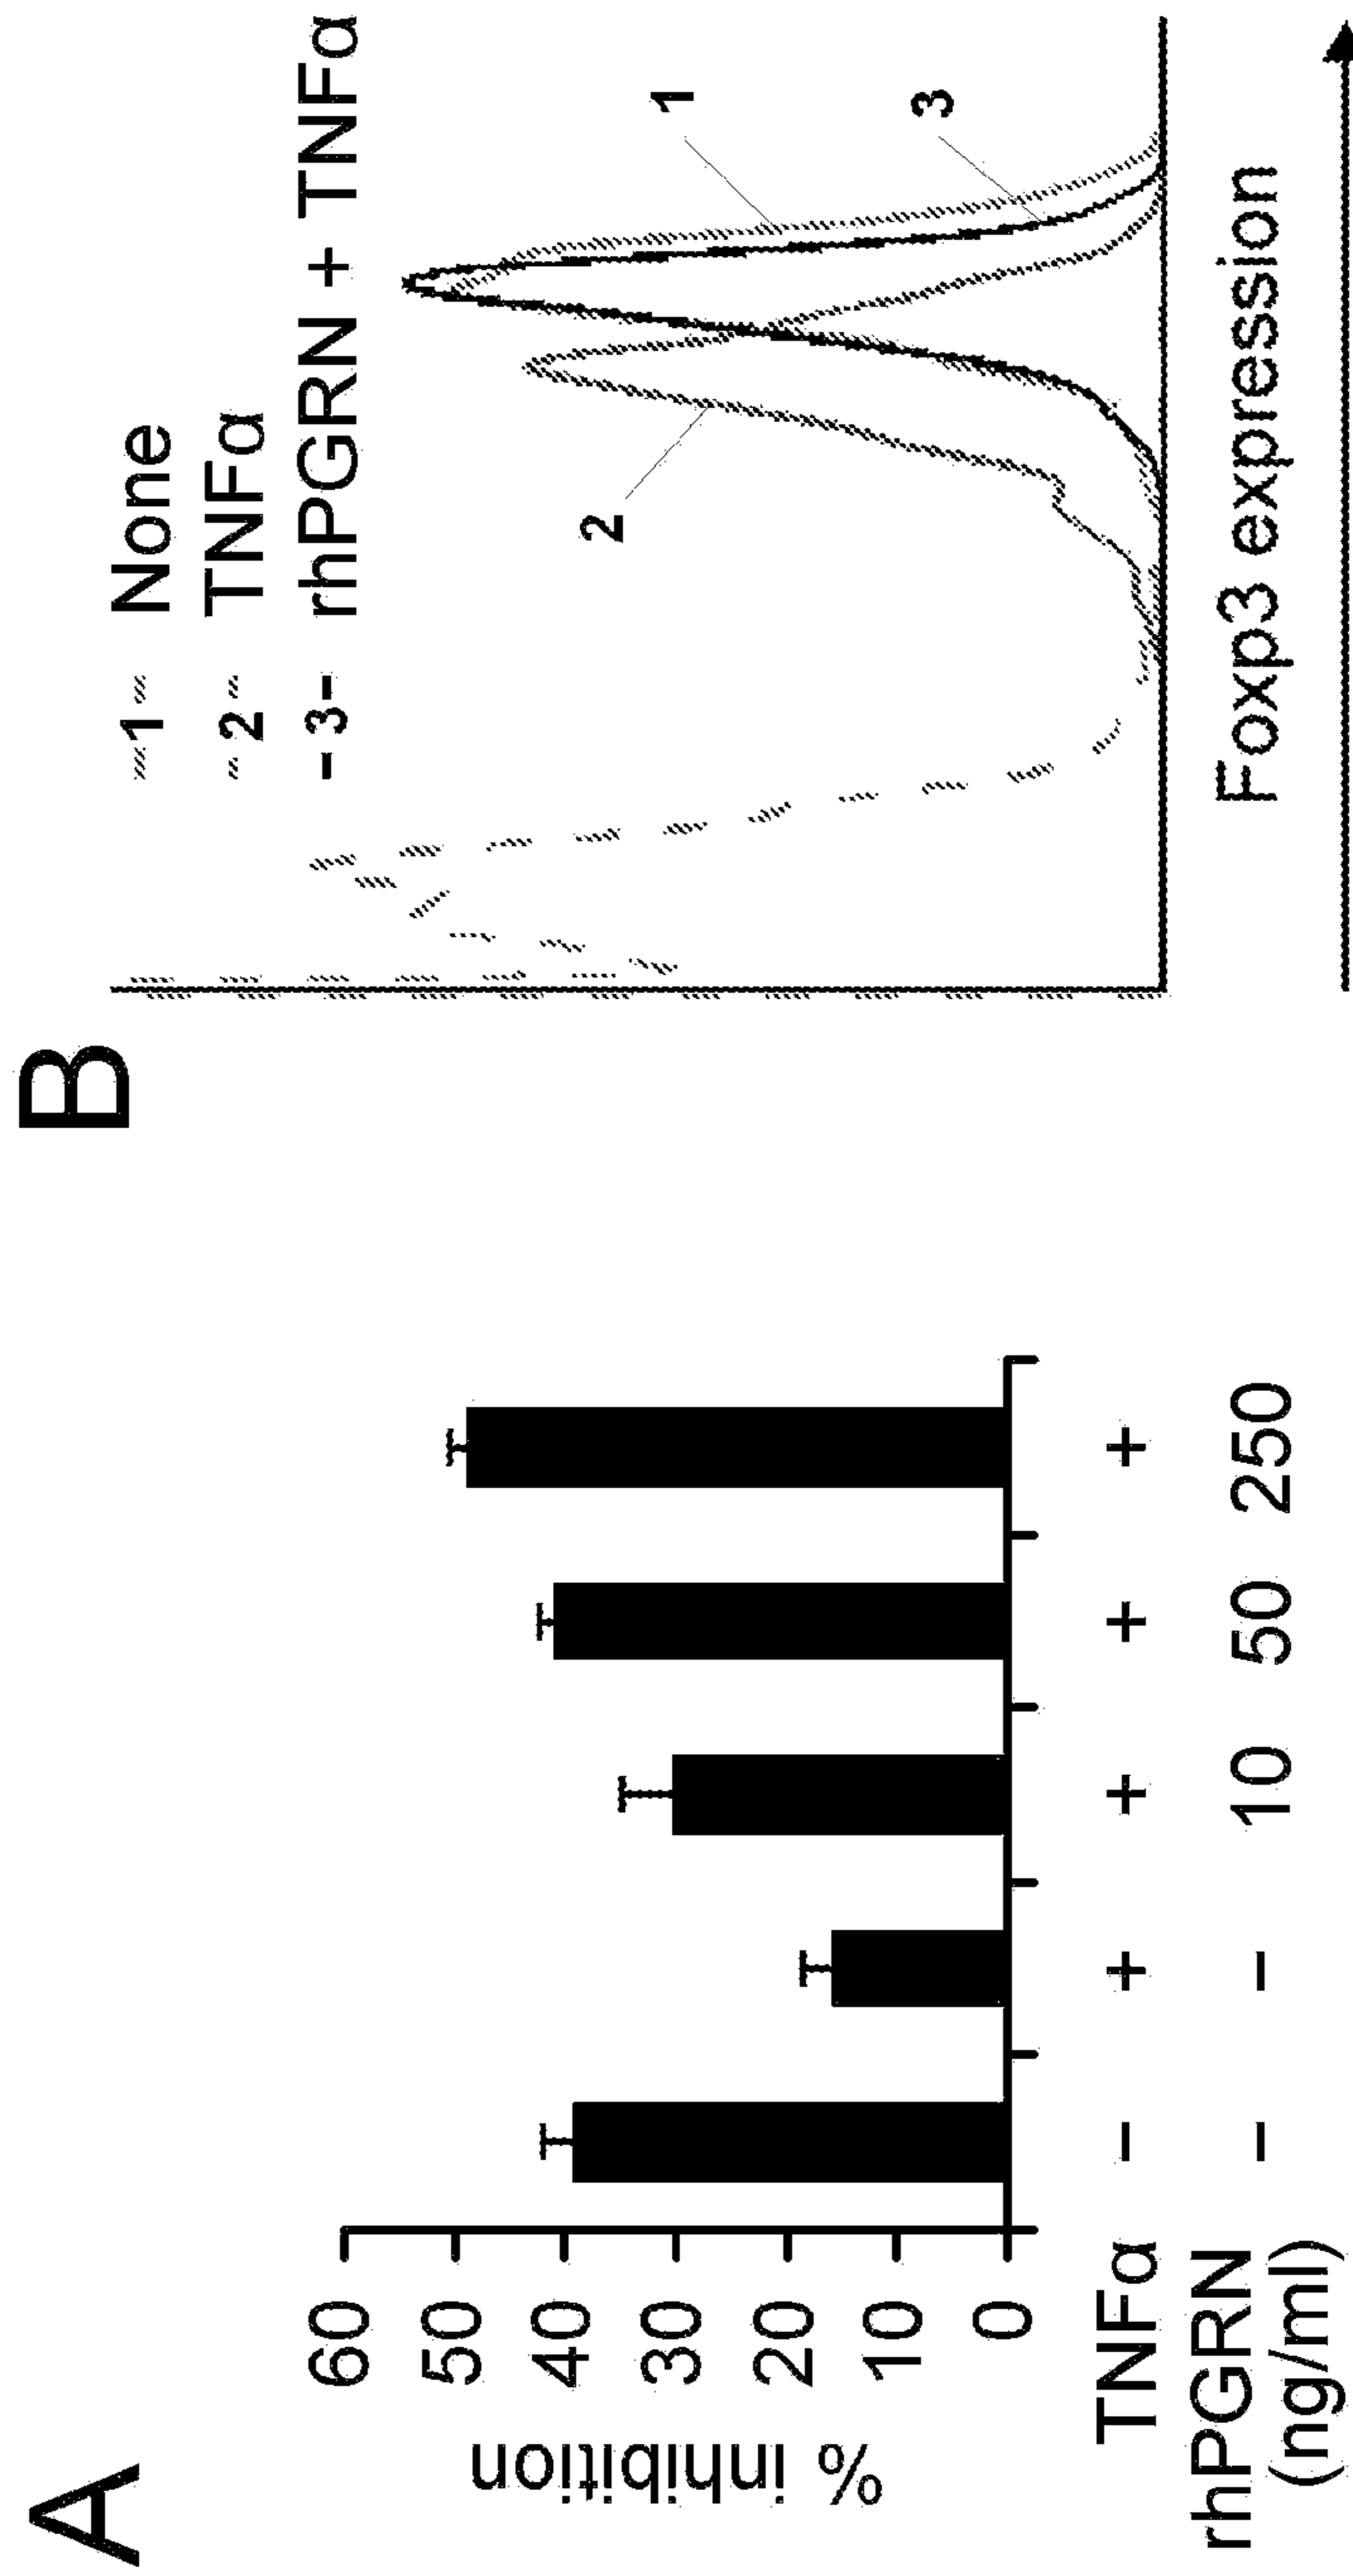 A
% inhibition
60
50
40
30
20
10
0
TNFα − + + + +
rhPGRN − − 10 50 250
(ng/ml)
B
1 None
2 TNFα
3 rhPGRN + TNFα
1
2
3
Foxp3 expression